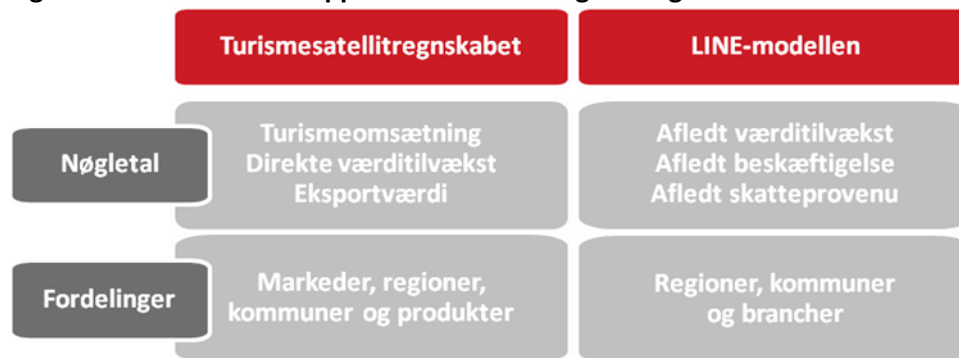 Turismesatellitregnskabet
LINE-modellen
Nøgletal
Turismeomsætning
Direkte værditilvækst
Eksportværdi
Afledt værditilvækst
Afledt beskæftigelse
Afledt skatteprovenu
Fordelinger
Markeder, regioner,
kommuner og produkter
Regioner, kommuner
og brancher